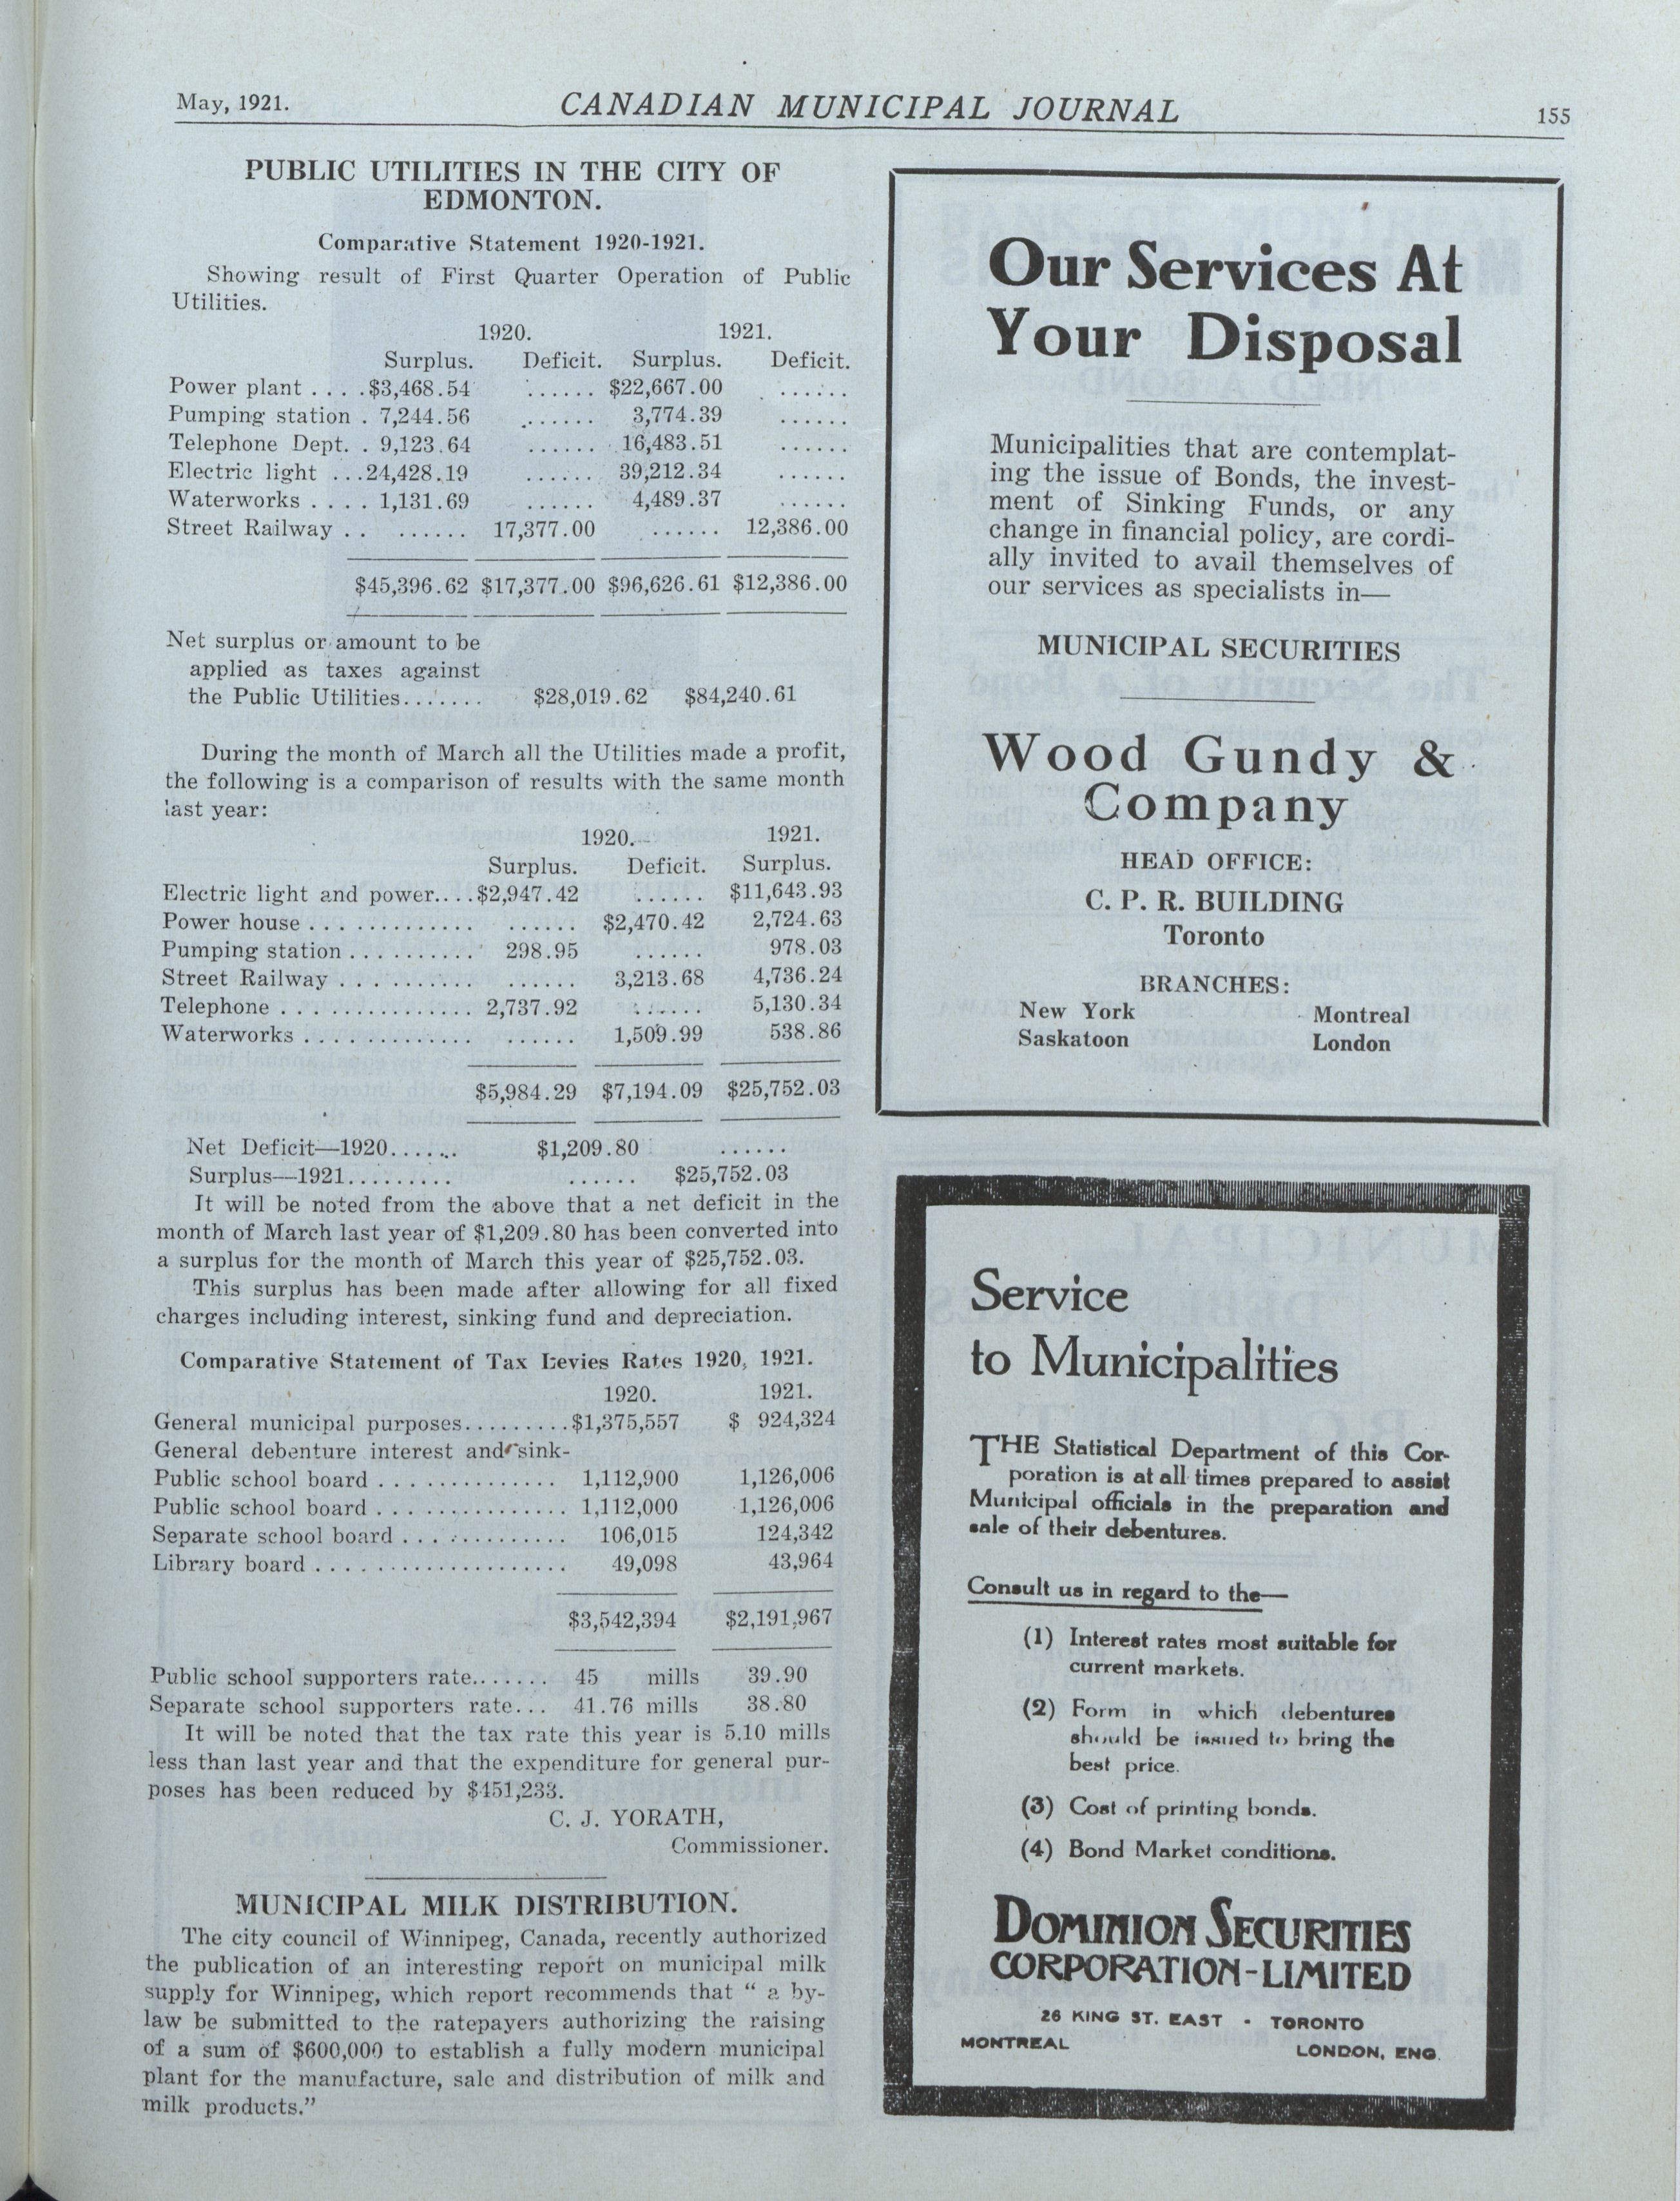 May, 1921.
CANADIAN MUNICIPAL JOURNAL
155
PUBLIC UTILITIES IN THE CITY OF
EDMONTON.
Comparative Statement 1920-1921.
Showing result of First Quarter Operation of Public
Utilities.
1920. 1921.
Surplus. Deficit. Surplus. Deficit.
Power plant . . . . $3,468.54 . . . . . . $22,667.00 . . . . . .
Pumping station . 7,244.56 . . . . . . 3,774.39 . . . . . .
Telephone Dept. . 9,123.64 . . . . . . 16,483.51 . . . . . .
Electric light . . . 24,428.19 . . . . . . 39,212.34 . . . . . .
Waterworks . . . . 1,131.69 . . . . . . 4,489.37 . . . . . .
Street Railway . . . . . . . . 17,377.00 . . . . . . 12,386.00
$45,396.62 $17,377.00 $96,626.61 $12,386.00
Net surplus or amount to be
applied as taxes against
the Public Utilities....... $28,019.62 $84,240.61
During the month of March all the Utilities made a profit,
the following is a comparison of results with the same month
last year:
1920. 1921.
Surplus. Deficit. Surplus.
Electric light and power.... $2,947.42 . . . . . . $11,643.93
Power house . . . . . . . . . . . . . . . . . . . $2,470.42 2,724.63
Pumping station . . . . . . . . . . 298.95 . . . . . . 978.03
Street Railway . . . . . . . . . . . . . . . . . 3,213.68 4,736.24
Telephone . . . . . . . . . . . . . . 2,737.92 . . . . . . 5,130.34
Waterworks . . . . . . . . . . . . . . . . . . . 1,509.99 538.86
$5,984.29 $7,194.09 $25,752.03
Net Deficit—1920....... $1,209.80 . . . . . .
Surplus—1921......... . . . . . . $25,752.03
It will be noted from the above that a net deficit in the
month of March last year of $1,209.80 has been converted into
a surplus for the month of March this year of $25,752.03.
This surplus has been made after allowing for all fixed
charges including interest, sinking fund and depreciation.
Comparative Statement of Tax Levies Rates 1920, 1921.
1920. 1921.
General municipal purposes......... $1,375,557 $ 924,324
General debenture interest and sink-
Public school board . . . . . . . . . . . . . . 1,112,900 1,126,006
Public school board . . . . . . . . . . . . . . . 1,112,000 1,126,006
Separate school board . . . . . . . . . . . . 106,015 124,342
Library board . . . . . . . . . . . . . . . . . . . . 49,098 43,964
$3,542,394 $2,191,967
Public school supporters rate....... 45 mills 39.90
Separate school supporters rate... 41.76 mills 38.80
It will be noted that the tax rate this year is 5.10 mills
less than last year and that the expenditure for general pur-
poses has been reduced by $451,233.
C. J. YORATH,
Commissioner.
MUNICIPAL MILK DISTRIBUTION.
The city council of Winnipeg, Canada, recently authorized
the publication of an interesting report on municipal milk
supply for Winnipeg, which report recommends that “ a by-
law be submitted to the ratepayers authorizing the raising
of a sum of $600,000 to establish a fully modern municipal
plant for the manufacture, sale and distribution of milk and
milk products.”
Our Services At
Your Disposal
Municipalities that are contemplat-
ing the issue of Bonds, the invest-
ment of Sinking Funds, or any
change in financial policy, are cordi-
ally invited to avail themselves of
our services as specialists in—
MUNICIPAL SECURITIES
Wood Gundy &
Company
HEAD OFFICE:
C. P. R. BUILDING
Toronto
BRANCHES:
New York Montreal
Saskatoon London
Service
to Municipalities
THE Statistical Department of this Cor-
poration is at all times prepared to assist
Municipal officials in the preparation and
sale of their debentures.
Consult us in regard to the—
(1) Interest rates most suitable for
current markets.
(2) Form in which debentures
should be issued to bring the
best price.
(3) Cost of printing bonds.
(4) Bond Market conditions.
DOMINION SECURITIES
CORPORATION-LIMITED
26 KING ST. EAST - TORONTO
MONTREAL LONDON, ENG.